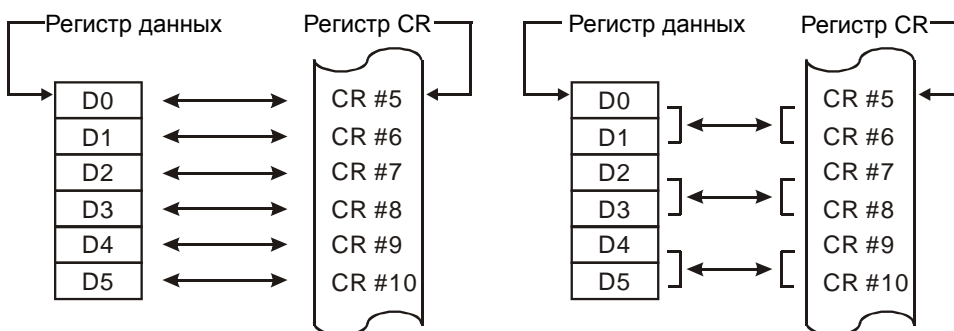 Регистр данных
Регистр CR
D0
CR #5
D1
CR #6
D2
CR #7
D3
CR #8
D4
CR #9
D5
CR #10
Регистр данных
Регистр CR
D0
CR #5
D1
CR #6
D2
CR #7
D3
CR #8
D4
CR #9
D5
CR #10